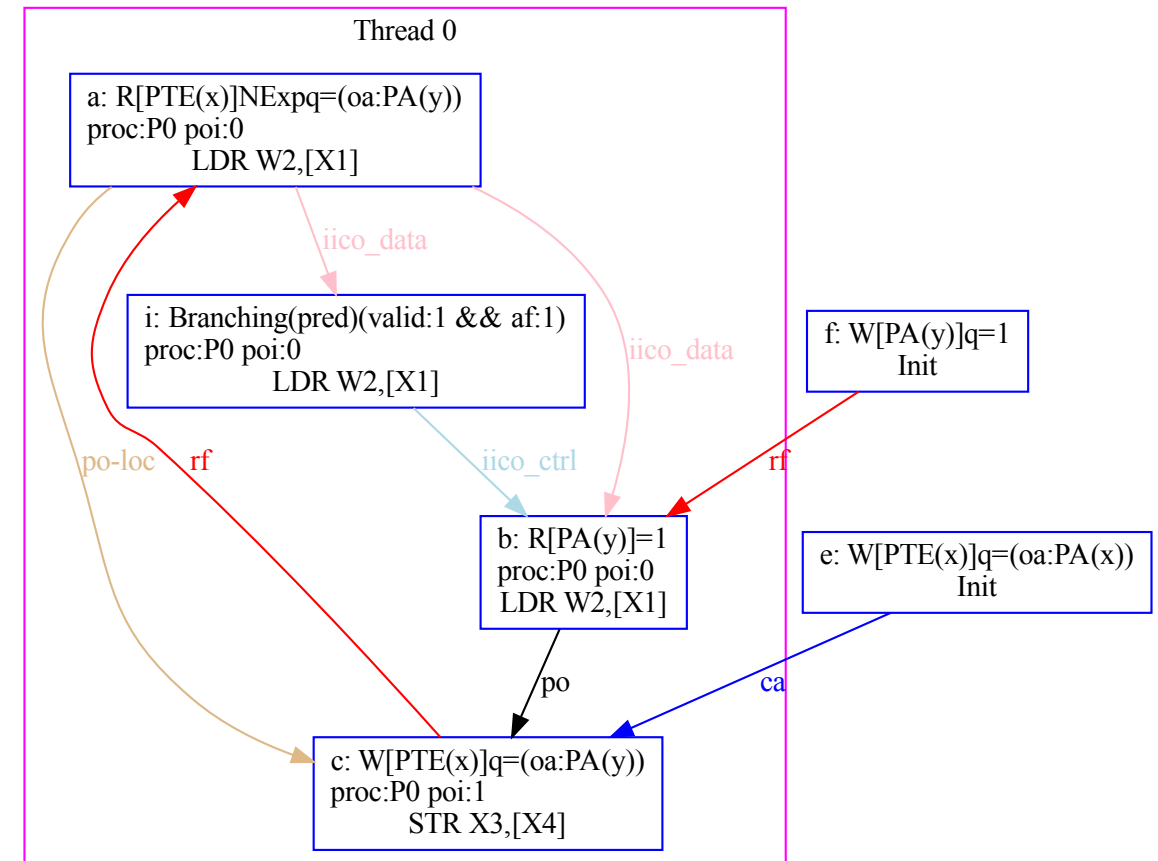 Thread 0
a: R[PTE(x)]NExpq=(oa:PA(y))
proc:P0 poi:0
LDR W2,[X1]
iico_data
i: Branching(pred)(valid:1 && af:1)
proc:P0 poi:0
LDR W2,[X1]
iico_data
f: W[PA(y)]q=1
Init
po-loc
rf
iico_ctrl
rf
b: R[PA(y)]=1
proc:P0 poi:0
LDR W2,[X1]
e: W[PTE(x)]q=(oa:PA(x))
Init
po
ca
c: W[PTE(x)]q=(oa:PA(y))
proc:P0 poi:1
STR X3,[X4]